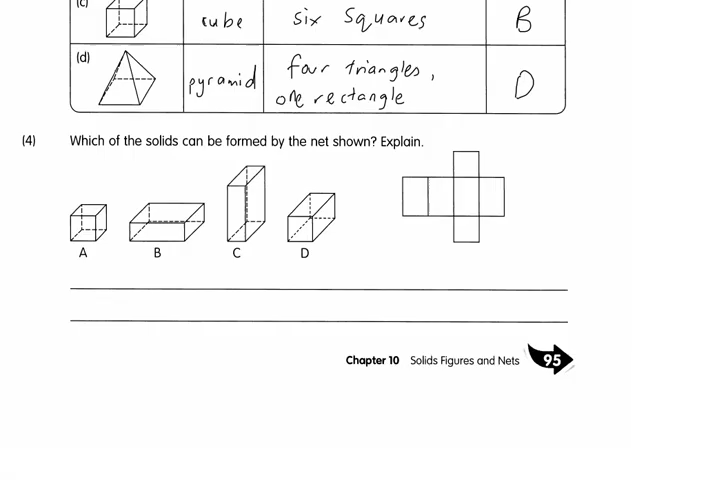 (c)
cube
six squares
B
(d)
pyramid
four triangles,
one rectangle
D
(4) Which of the solids can be formed by the net shown? Explain.
A B C D
Chapter 10 Solids Figures and Nets 95